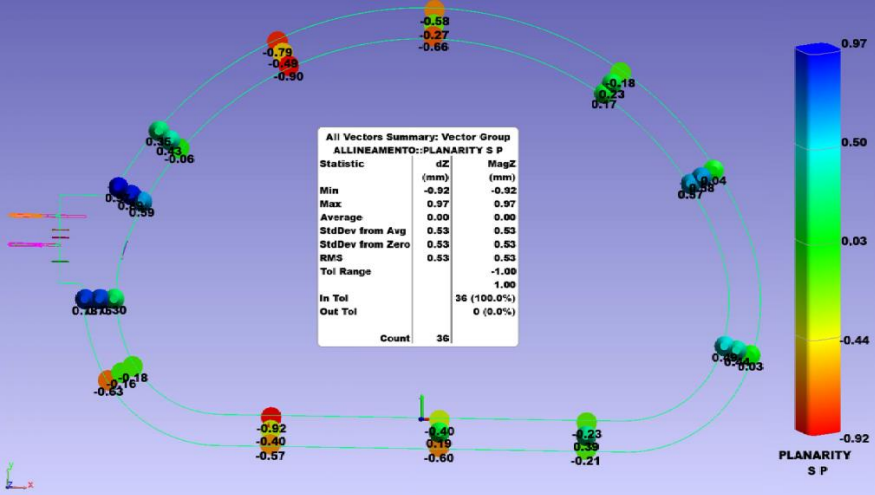 -0.58
-0.27
-0.66
-0.79
-0.48
-0.90
-0.18
0.23
0.17
0.43
-0.06
0.04
0.57
0.59
All Vectors Summary: Vector Group
ALLINEAMENTO::PLANARITY S P
Statistic dZ MagZ
(mm) (mm)
Min -0.92 -0.92
Max 0.97 0.97
Average 0.00 0.00
StdDev from Avg 0.53 0.53
StdDev from Zero 0.53 0.53
RMS 0.53 0.53
Tol Range -1.00
1.00
In Tol 36 (100.0%)
Out Tol 0 (0.0%)
Count 36
0.30
-0.18
-0.16
-0.63
0.03
-0.92
-0.40
-0.57
-0.40
0.19
-0.60
-0.23
0.39
-0.21
0.97
0.50
0.03
-0.44
-0.92
PLANARITY
S P
Y
Z X